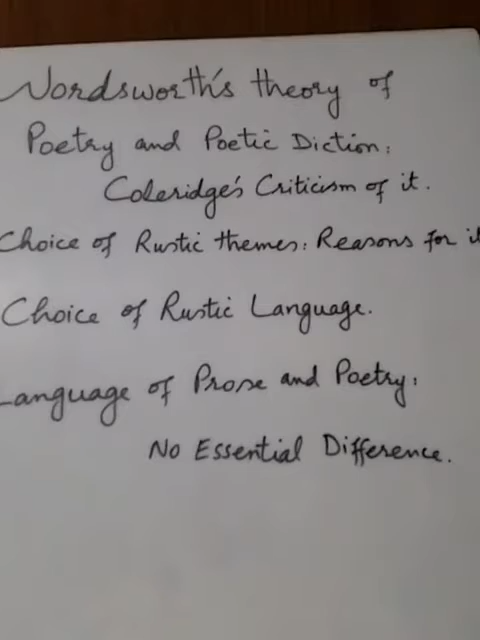 Wordsworth's theory of
Poetry and Poetic Diction:
Coleridge's Criticism of it.
Choice of Rustic themes: Reasons for it
Choice of Rustic Language.
Language of Prose and Poetry:
No Essential Difference.